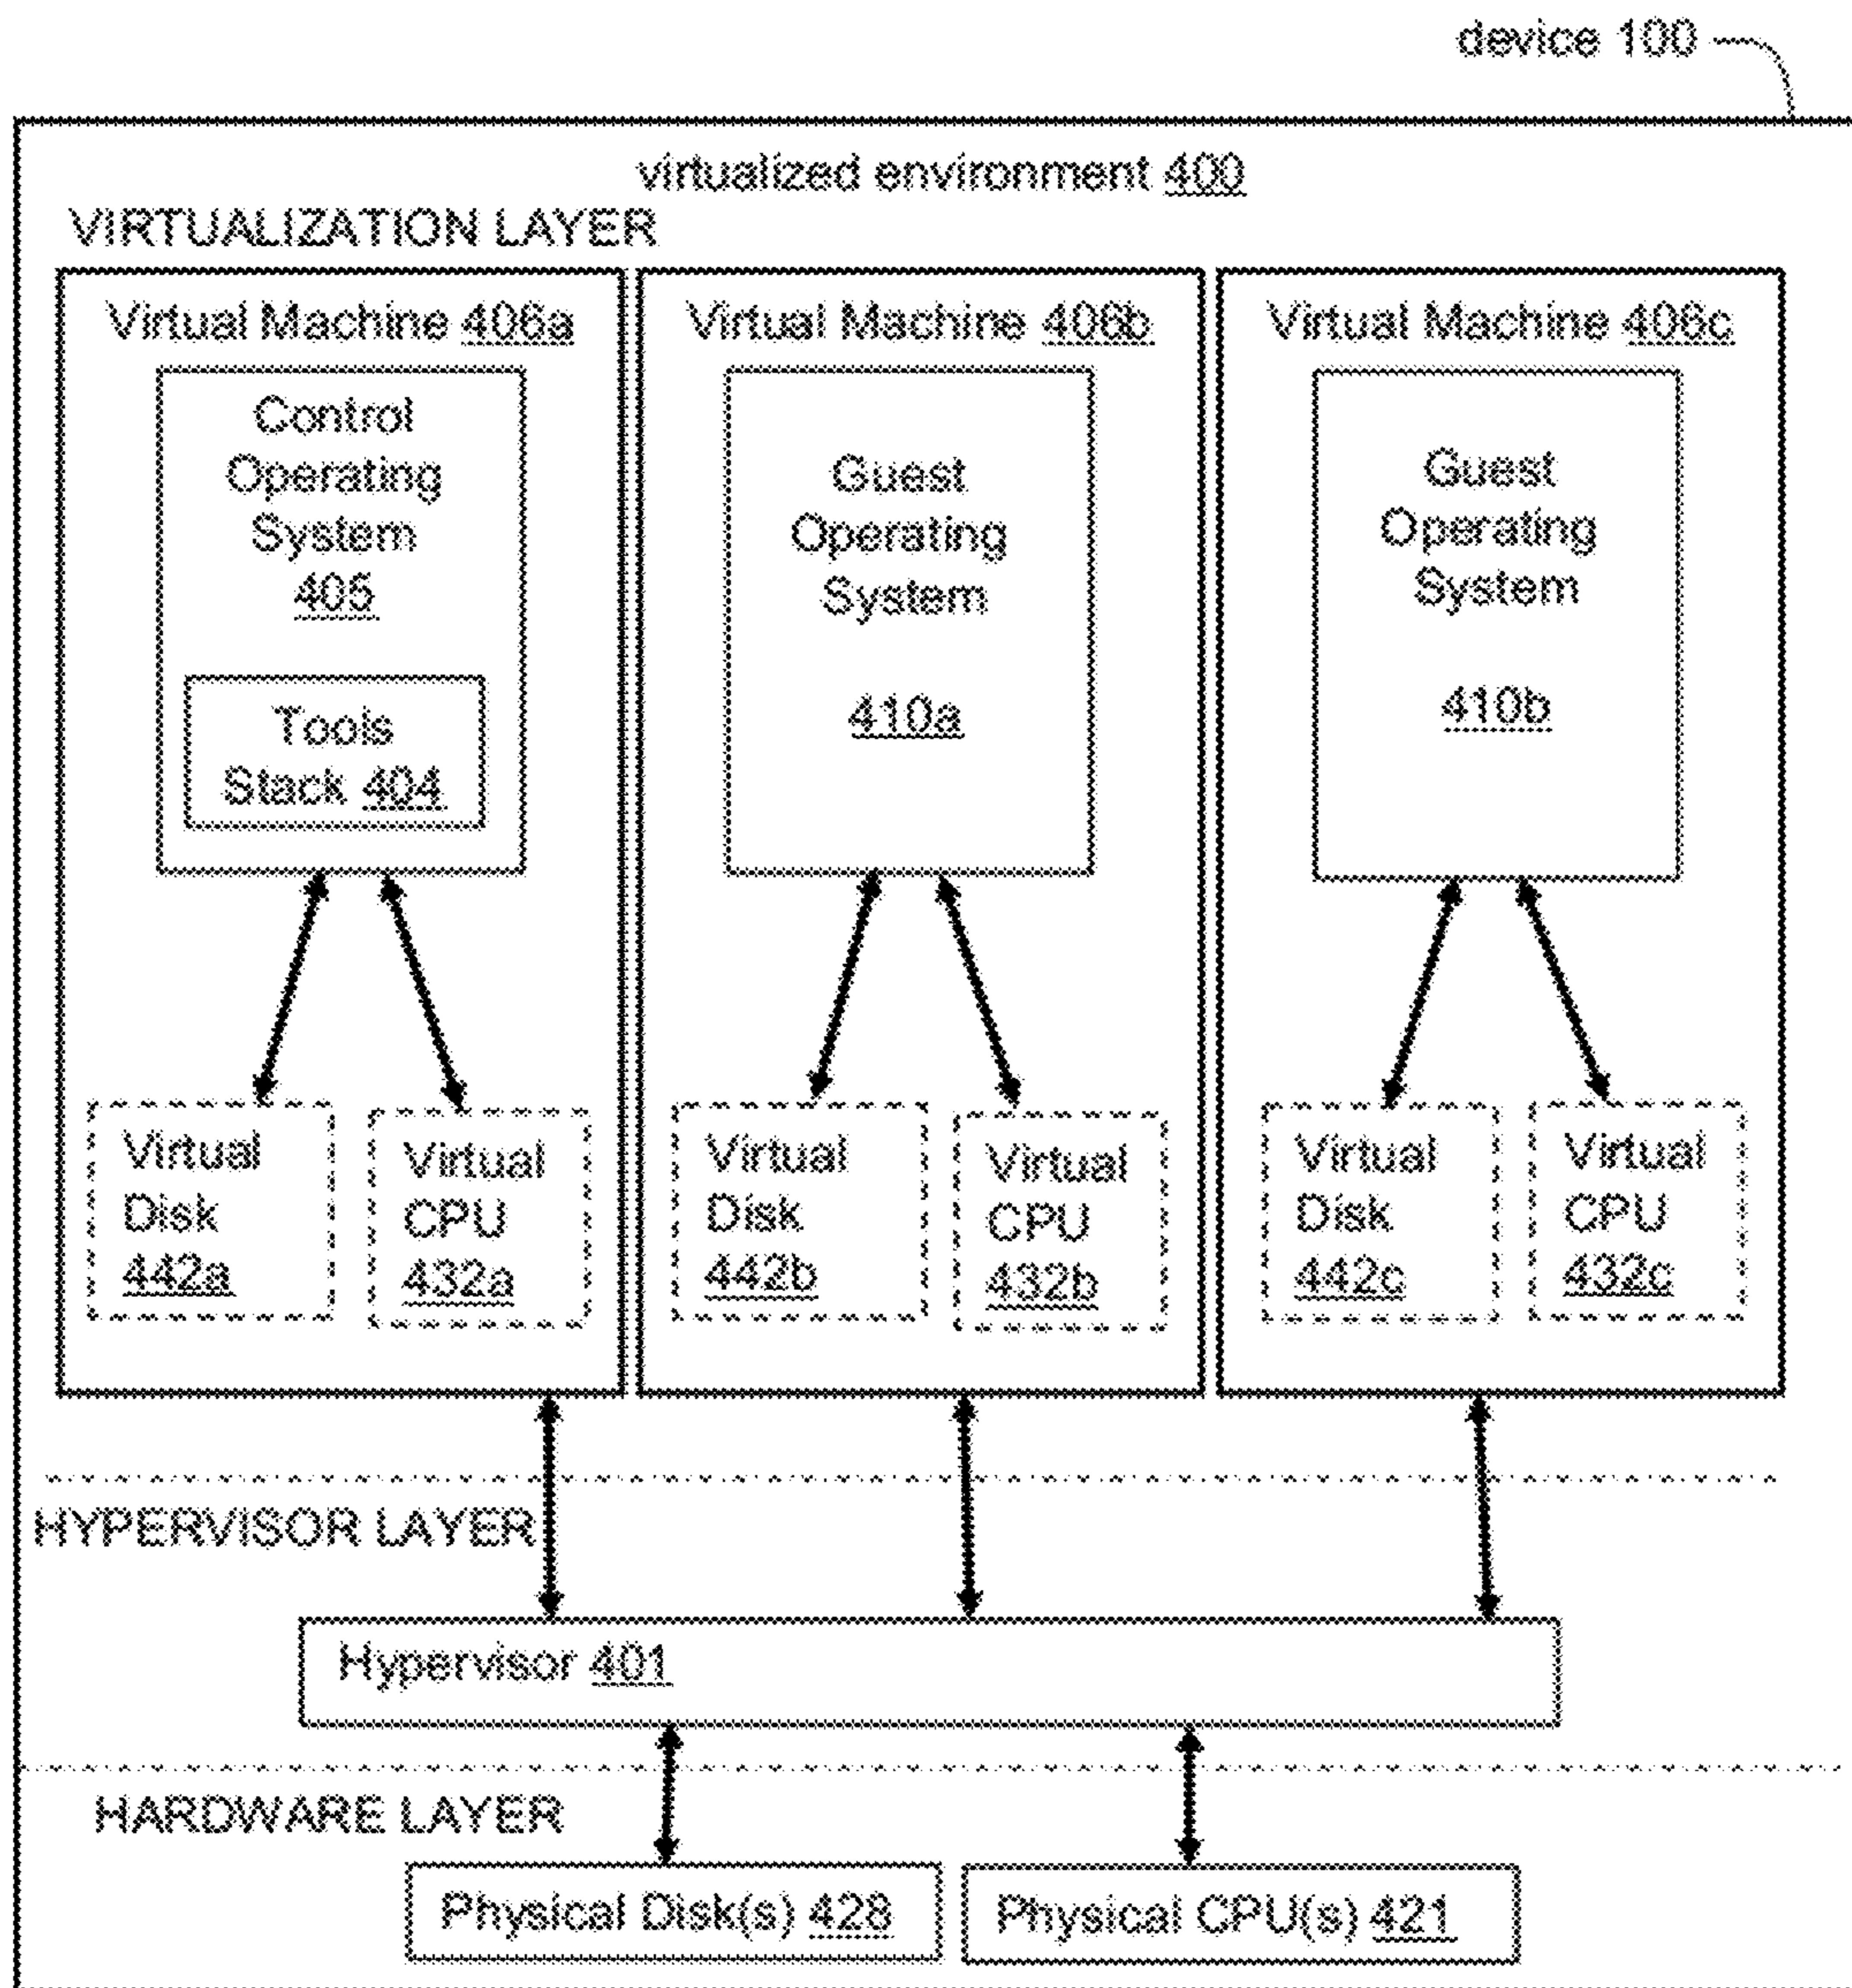 device 100
virtualized environment 400
VIRTUALIZATION LAYER
Virtual Machine 406a
Control
Operating
System
405
Tools
Stack 404
Virtual
Disk
442a
Virtual
CPU
432a
Virtual Machine 406b
Guest
Operating
System
410a
Virtual
Disk
442b
Virtual
CPU
432b
Virtual Machine 406c
Guest
Operating
System
410b
Virtual
Disk
442c
Virtual
CPU
432c
HYPERVISOR LAYER
Hypervisor 401
HARDWARE LAYER
Physical Disk(s) 428
Physical CPU(s) 421